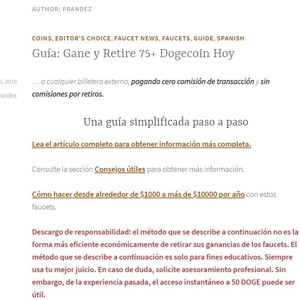 AUTHOR: FRANDEZ
COINS, EDITOR'S CHOICE, FAUCET NEWS, FAUCETS, GUIDE, SPANISH
Guía: Gane y Retire 75+ Dogecoin Hoy
, 2019
…a cualquier billetera externa, pagando cero comisión de transacción y sin
andez
comisiones por retiros.
Una guía simplificada paso a paso
Lea el artículo completo para obtener información más completa.
Consulte la sección Consejos útiles para obtener más información.
Cómo hacer desde alrededor de $1000 a más de $10000 por año con estos
faucets.
Descargo de responsabilidad: el método que se describe a continuación no es la
forma más eficiente económicamente de retirar sus ganancias de los faucets. El
método que se describe a continuación es solo para fines educativos. Siempre
usa tu mejor juicio. En caso de duda, solicite asesoramiento profesional. Sin
embargo, de la experiencia pasada, el acceso instantáneo a 50 DOGE puede ser
útil.